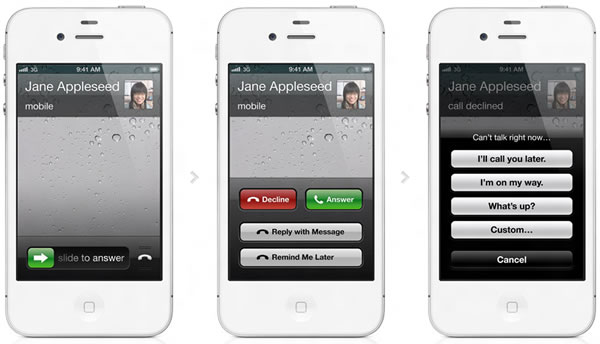 3G 9:41 AM
Jane Appleseed
mobile
slide to answer
3G 9:41 AM
Jane Appleseed
mobile
Decline
Answer
Reply with Message
Remind Me Later
3G 9:41 AM
Jane Appleseed
call declined
Can't talk right now...
I'll call you later.
I'm on my way.
What's up?
Custom...
Cancel